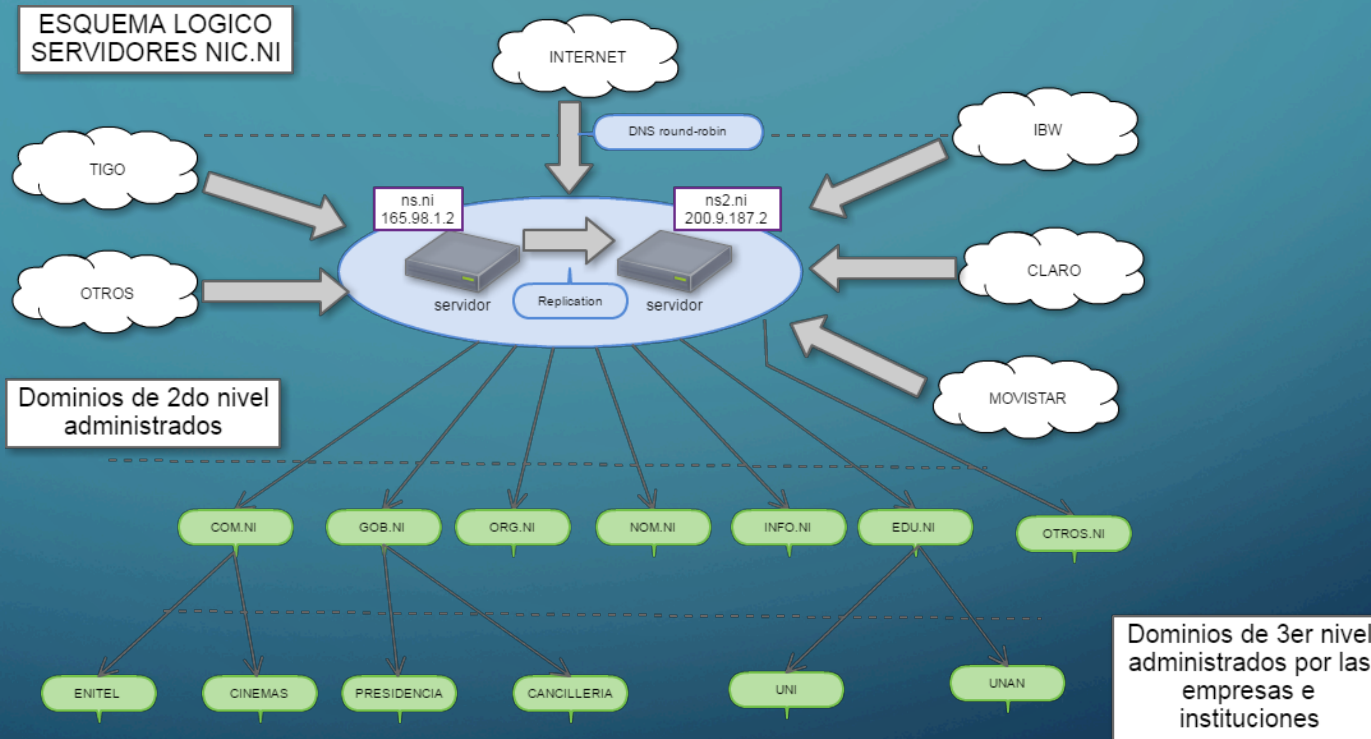 ESQUEMA LOGICO
SERVIDORES NIC.NI
INTERNET
DNS round-robin
IBW
TIGO
ns.ni
165.98.1.2
ns2.ni
200.9.187.2
CLARO
OTROS
servidor
Replication
servidor
MOVISTAR
Dominios de 2do nivel
administrados
COM.NI
GOB.NI
ORG.NI
NOM.NI
INFO.NI
EDU.NI
OTROS.NI
Dominios de 3er nivel
administrados por las
empresas e
instituciones
ENITEL
CINEMAS
PRESIDENCIA
CANCILLERIA
UNI
UNAN